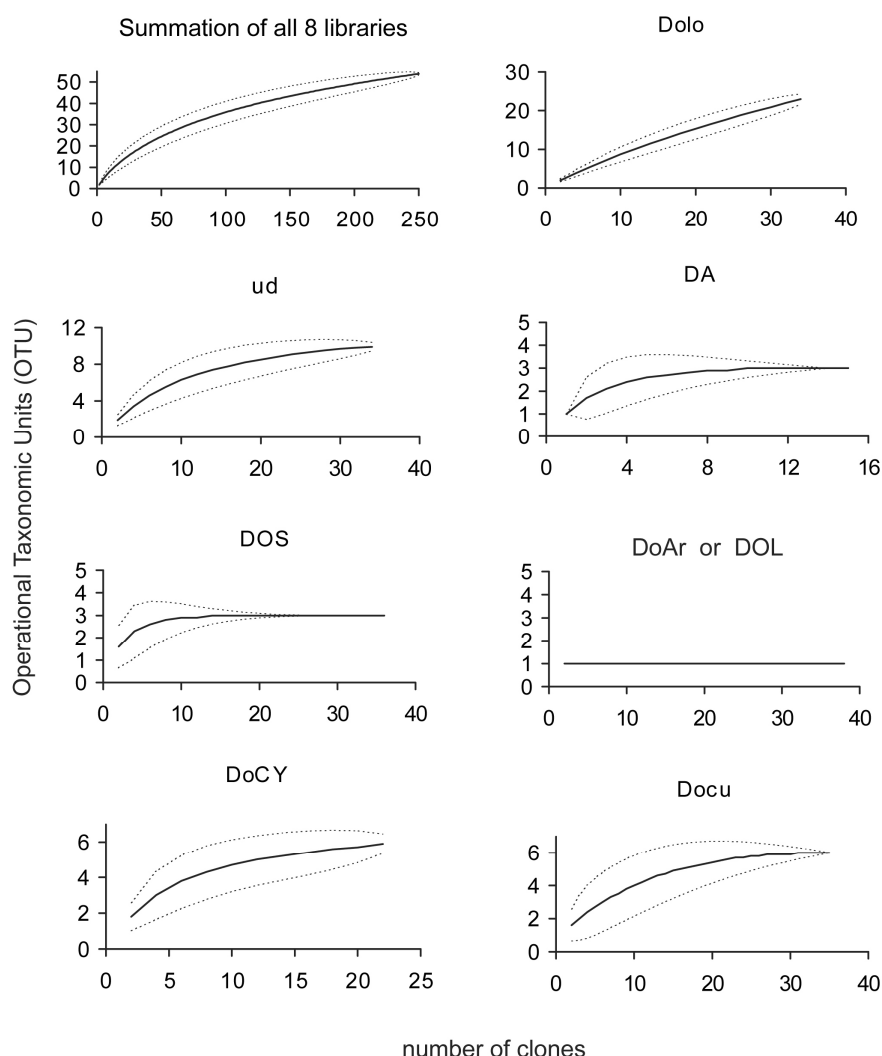 Summation of all 8 libraries
50
40
30
20
10
0
0 50 100 150 200 250
Dolo
30
20
10
0
0 10 20 30 40
Operational Taxonomic Units (OTU)
ud
12
8
4
0
0 10 20 30 40
DA
5
4
3
2
1
0
0 4 8 12 16
DOS
5
4
3
2
1
0
0 10 20 30 40
DoAr or DOL
5
4
3
2
1
0
0 10 20 30 40
DoCY
6
4
2
0
0 5 10 15 20 25
Docu
6
4
2
0
0 10 20 30 40
number of clones